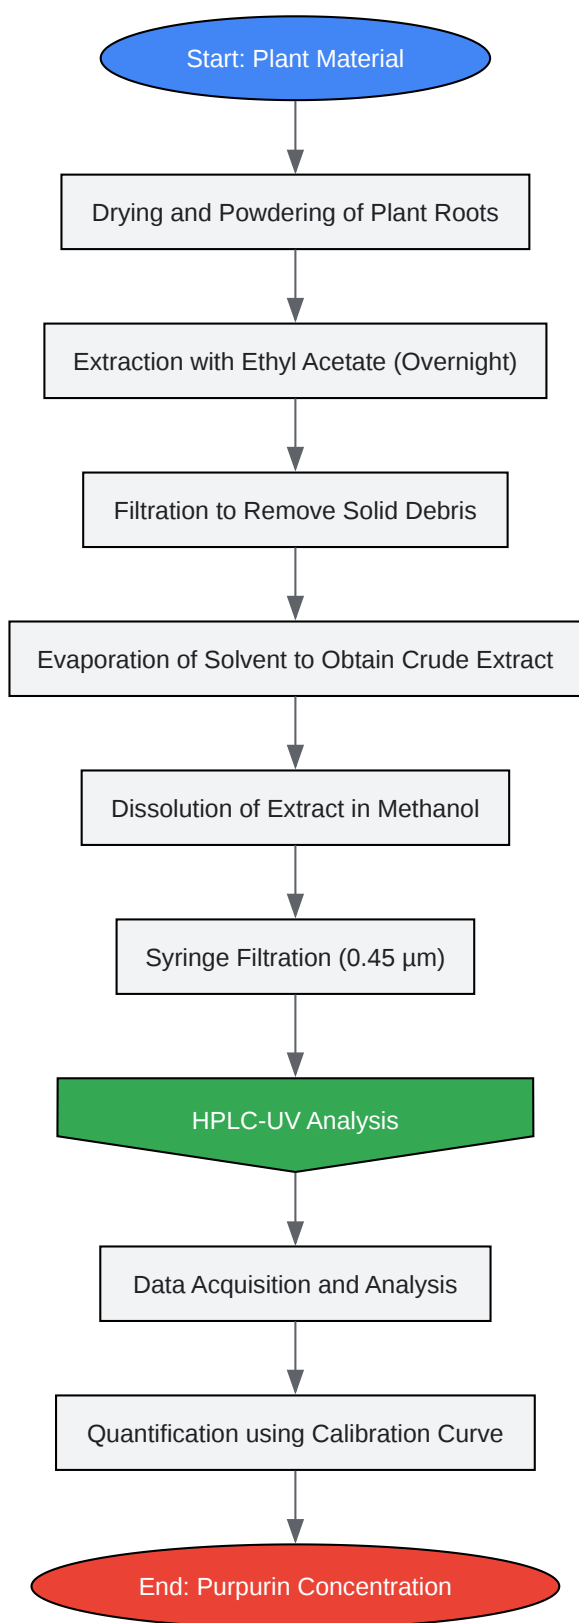 Start: Plant Material
Drying and Powdering of Plant Roots
Extraction with Ethyl Acetate (Overnight)
Filtration to Remove Solid Debris
Evaporation of Solvent to Obtain Crude Extract
Dissolution of Extract in Methanol
Syringe Filtration (0.45 µm)
HPLC-UV Analysis
Data Acquisition and Analysis
Quantification using Calibration Curve
End: Purpurin Concentration